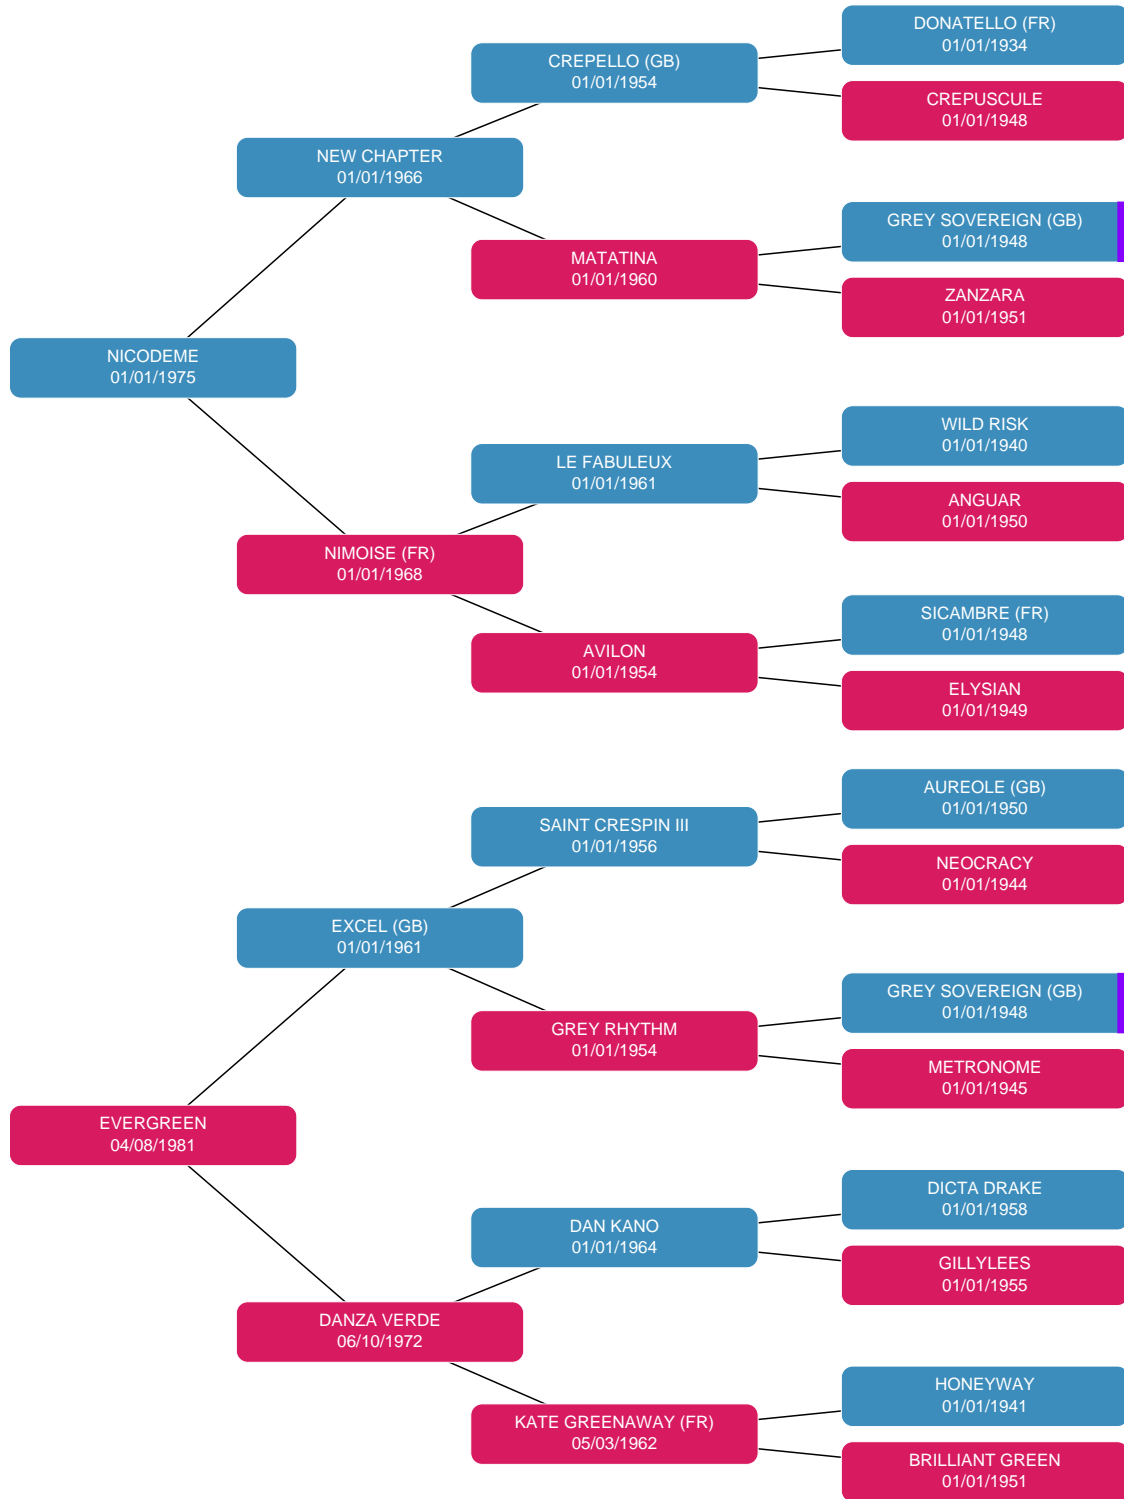 DONATELLO (FR)
01/01/1934
CREPELLO (GB)
01/01/1954
CREPUSCULE
01/01/1948
NEW CHAPTER
01/01/1966
GREY SOVEREIGN (GB)
01/01/1948
MATATINA
01/01/1960
ZANZARA
01/01/1951
NICODEME
01/01/1975
WILD RISK
01/01/1940
LE FABULEUX
01/01/1961
ANGUAR
01/01/1950
NIMOISE (FR)
01/01/1968
SICAMBRE (FR)
01/01/1948
AVILON
01/01/1954
ELYSIAN
01/01/1949
AUREOLE (GB)
01/01/1950
SAINT CRESPIN III
01/01/1956
NEOCRACY
01/01/1944
EXCEL (GB)
01/01/1961
GREY SOVEREIGN (GB)
01/01/1948
GREY RHYTHM
01/01/1954
METRONOME
01/01/1945
EVERGREEN
04/08/1981
DICTA DRAKE
01/01/1958
DAN KANO
01/01/1964
GILLYLEES
01/01/1955
DANZA VERDE
06/10/1972
HONEYWAY
01/01/1941
KATE GREENAWAY (FR)
05/03/1962
BRILLIANT GREEN
01/01/1951